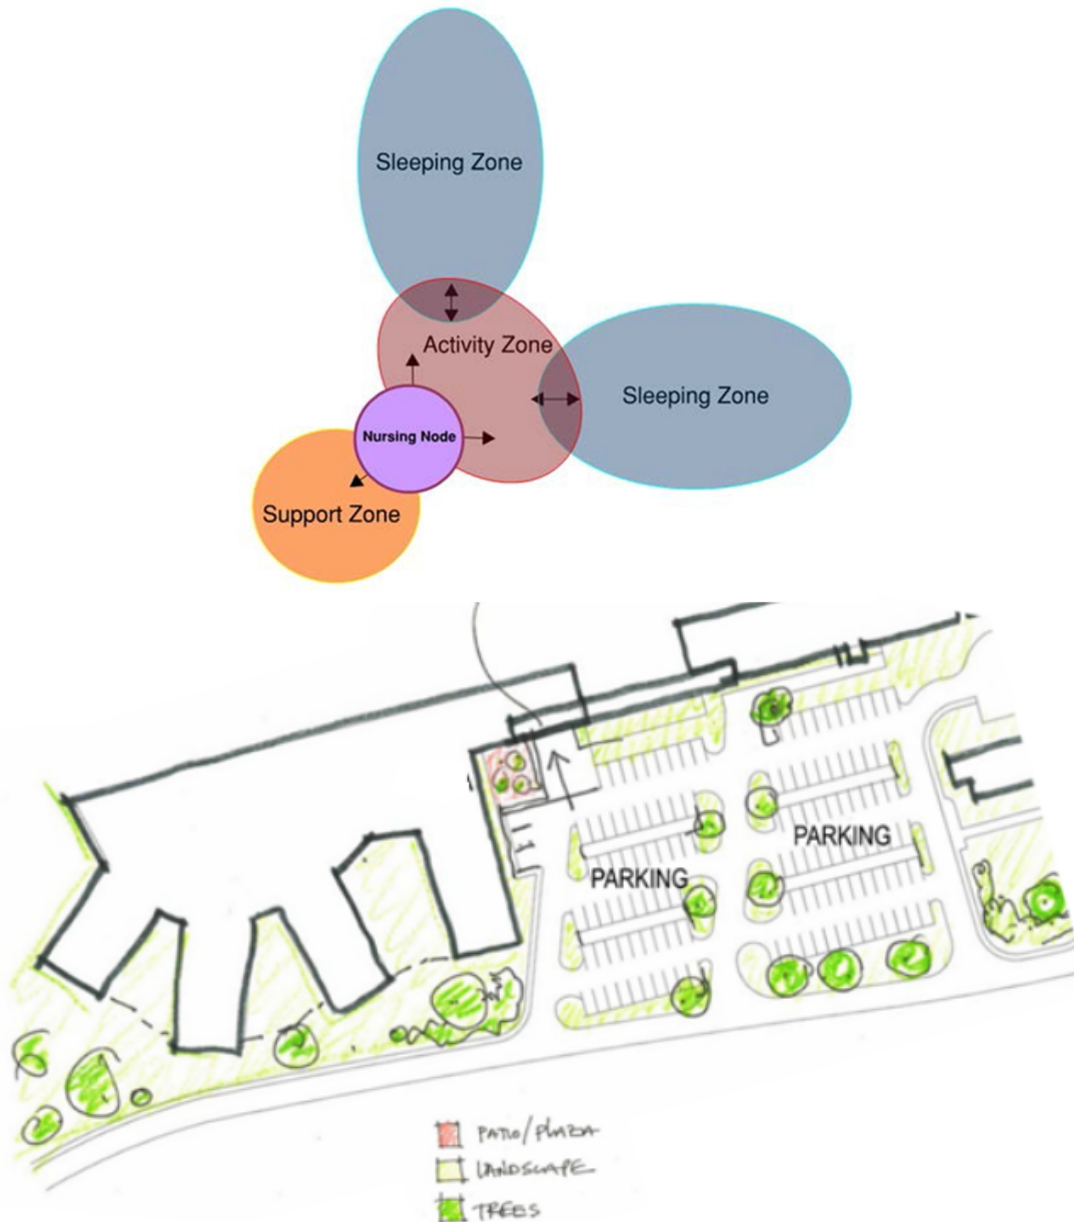 Sleeping Zone
Activity Zone
Sleeping Zone
Nursing Node
Support Zone
PARKING
PARKING
PATIO/PLAZA
LANDSCAPE
TREES